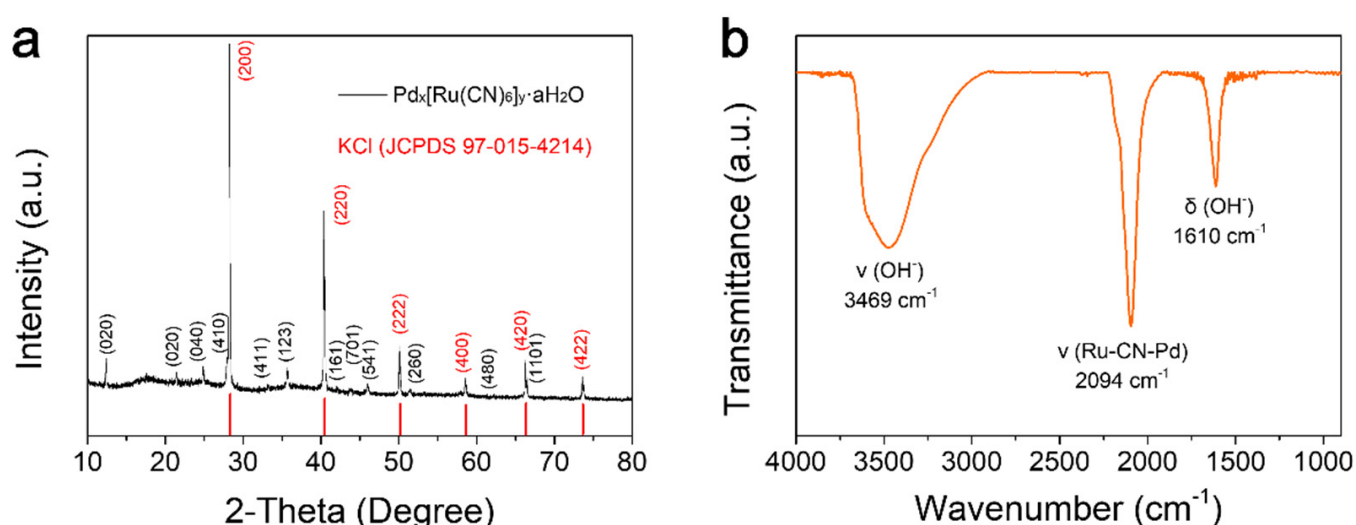 a
Intensity (a.u.)
(020)
(020)
(040)
(410)
(200)
(411)
(123)
(220)
(161)
(701)
(541)
(222)
(260)
(400)
(480)
(420)
(1101)
(422)
Pdₓ[Ru(CN)₆]ᵧ·aH₂O
KCl (JCPDS 97-015-4214)
10 20 30 40 50 60 70 80
2-Theta (Degree)
b
Transmittance (a.u.)
ν (OH⁻)
3469 cm⁻¹
ν (Ru-CN-Pd)
2094 cm⁻¹
δ (OH⁻)
1610 cm⁻¹
4000 3500 3000 2500 2000 1500 1000
Wavenumber (cm⁻¹)